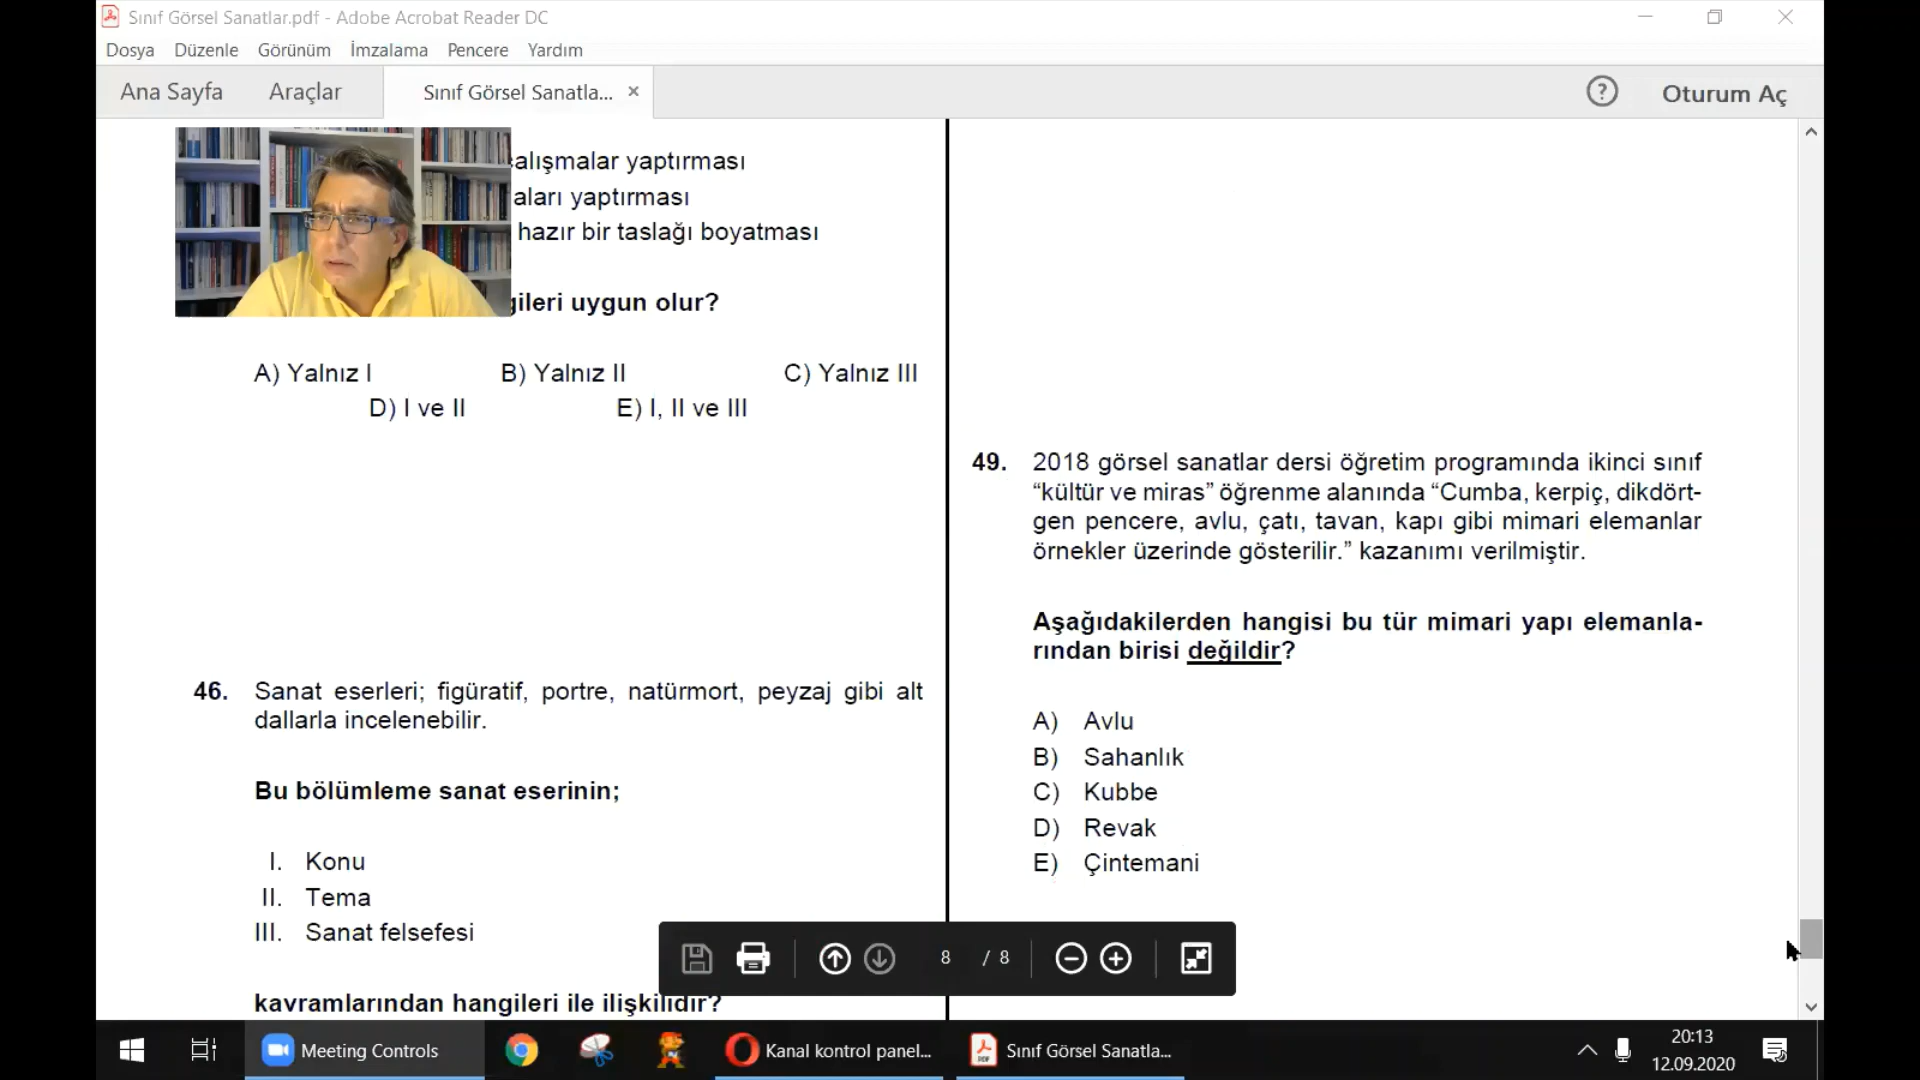 Sınıf Görsel Sanatlar.pdf - Adobe Acrobat Reader DC
Dosya Düzenle Görünüm İmzalama Pencere Yardım
Ana Sayfa Araçlar Sınıf Görsel Sanatla... × ? Oturum Aç
çalışmalar yaptırması
aları yaptırması
hazır bir taslağı boyatması
gileri uygun olur?
A) Yalnız I B) Yalnız II C) Yalnız III
D) I ve II E) I, II ve III
46. Sanat eserleri; figüratif, portre, natürmort, peyzaj gibi alt
dallarla incelenebilir.
Bu bölümleme sanat eserinin;
I. Konu
II. Tema
III. Sanat felsefesi
kavramlarından hangileri ile ilişkilidir?
49. 2018 görsel sanatlar dersi öğretim programında ikinci sınıf
“kültür ve miras” öğrenme alanında “Cumba, kerpiç, dikdört-
gen pencere, avlu, çatı, tavan, kapı gibi mimari elemanlar
örnekler üzerinde gösterilir.” kazanımı verilmiştir.
Aşağıdakilerden hangisi bu tür mimari yapı elemanla-
rından birisi değildir?
A) Avlu
B) Sahanlık
C) Kubbe
D) Revak
E) Çintemani
8 / 8
Meeting Controls
Kanal kontrol panel...
Sınıf Görsel Sanatla...
20:13
12.09.2020